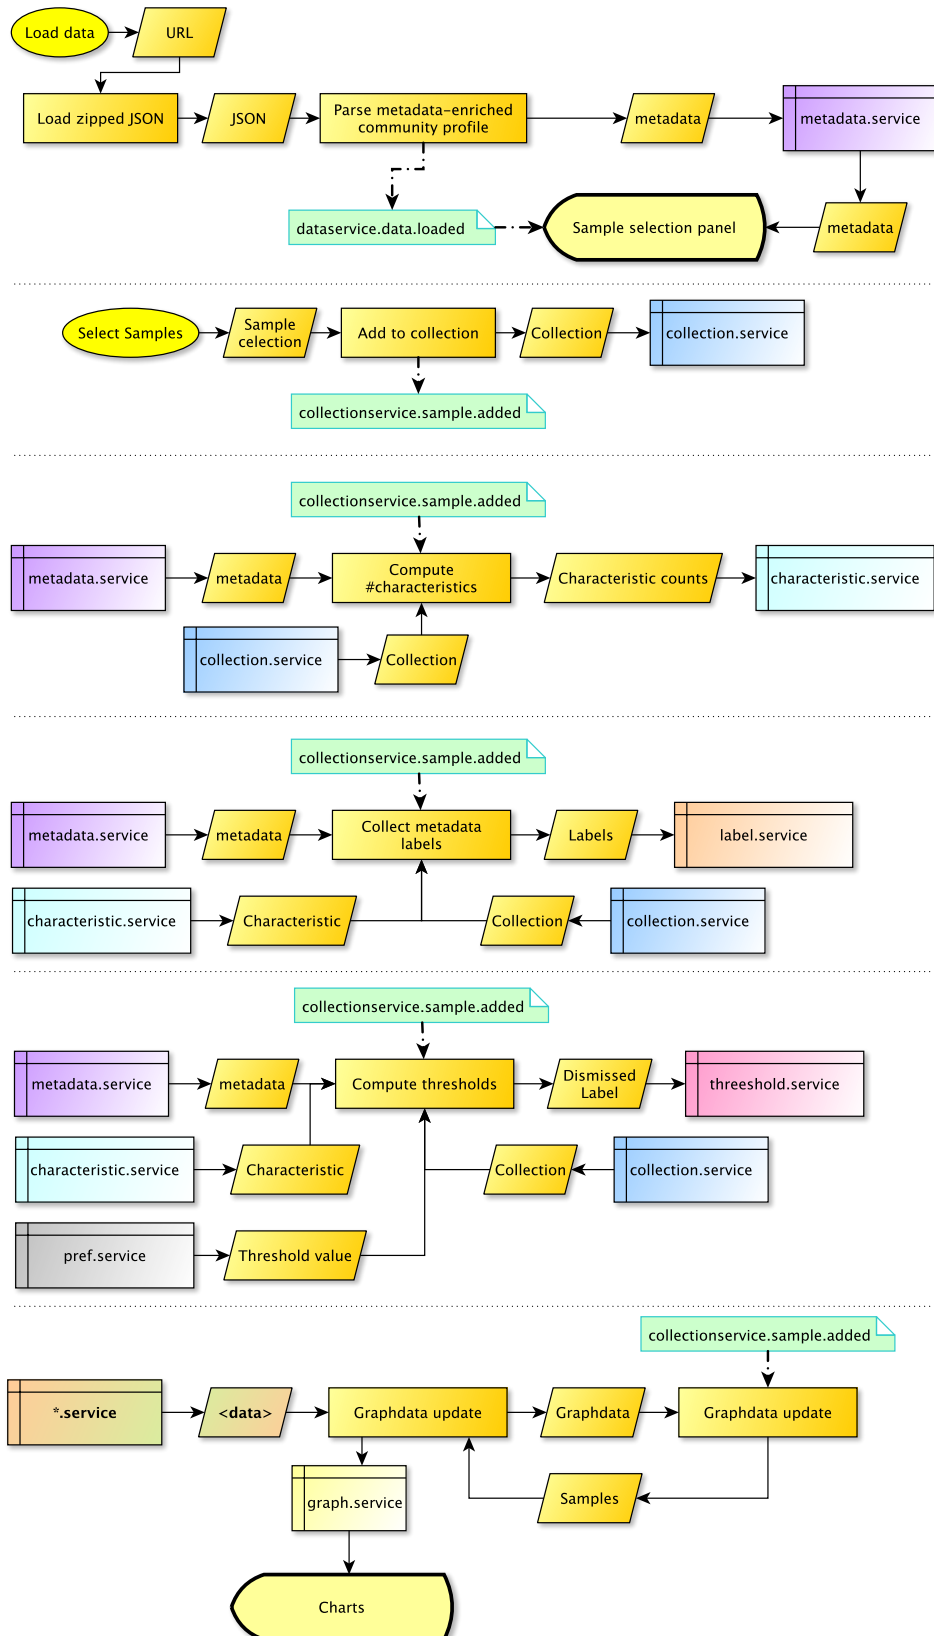 Load data
URL
Load zipped JSON
JSON
Parse metadata-enriched
community profile
metadata
metadata.service
dataservice.data.loaded
Sample selection panel
metadata
Select Samples
Sample
celection
Add to collection
Collection
collection.service
collectionservice.sample.added
collectionservice.sample.added
metadata.service
metadata
Compute
#characteristics
Characteristic counts
characteristic.service
collection.service
Collection
collectionservice.sample.added
metadata.service
metadata
Collect metadata
labels
Labels
label.service
characteristic.service
Characteristic
Collection
collection.service
collectionservice.sample.added
metadata.service
metadata
Compute thresholds
Dismissed
Label
threeshold.service
characteristic.service
Characteristic
Collection
collection.service
pref.service
Threshold value
collectionservice.sample.added
*.service
<data>
Graphdata update
Graphdata
Graphdata update
graph.service
Samples
Charts